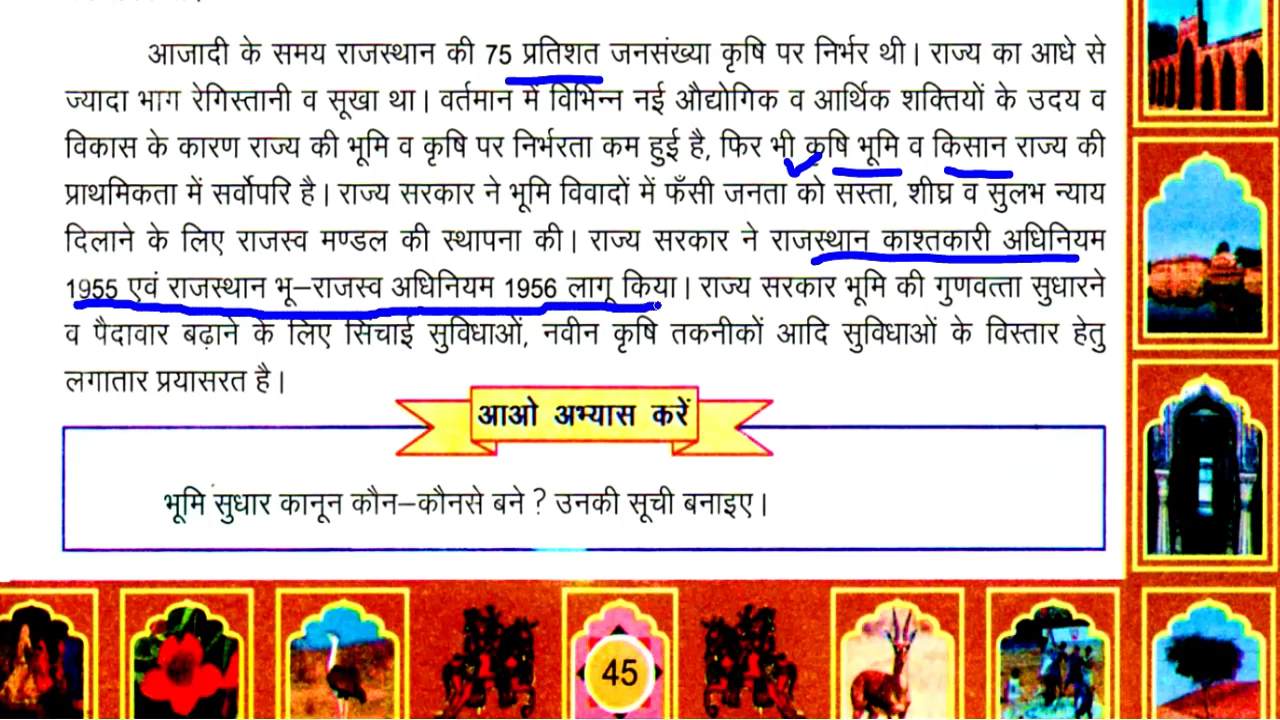 आजादी के समय राजस्थान की 75 प्रतिशत जनसंख्या कृषि पर निर्भर थी। राज्य का आधे से
ज्यादा भाग रेगिस्तानी व सूखा था। वर्तमान में विभिन्न नई औद्योगिक व आर्थिक शक्तियों के उदय व
विकास के कारण राज्य की भूमि व कृषि पर निर्भरता कम हुई है, फिर भी कृषि भूमि व किसान राज्य की
प्राथमिकता में सर्वोपरि है। राज्य सरकार ने भूमि विवादों में फँसी जनता को सस्ता, शीघ्र व सुलभ न्याय
दिलाने के लिए राजस्व मण्डल की स्थापना की। राज्य सरकार ने राजस्थान काश्तकारी अधिनियम
1955 एवं राजस्थान भू–राजस्व अधिनियम 1956 लागू किया। राज्य सरकार भूमि की गुणवत्ता सुधारने
व पैदावार बढ़ाने के लिए सिंचाई सुविधाओं, नवीन कृषि तकनीकों आदि सुविधाओं के विस्तार हेतु
लगातार प्रयासरत है।
आओ अभ्यास करें
भूमि सुधार कानून कौन–कौनसे बने ? उनकी सूची बनाइए।
45